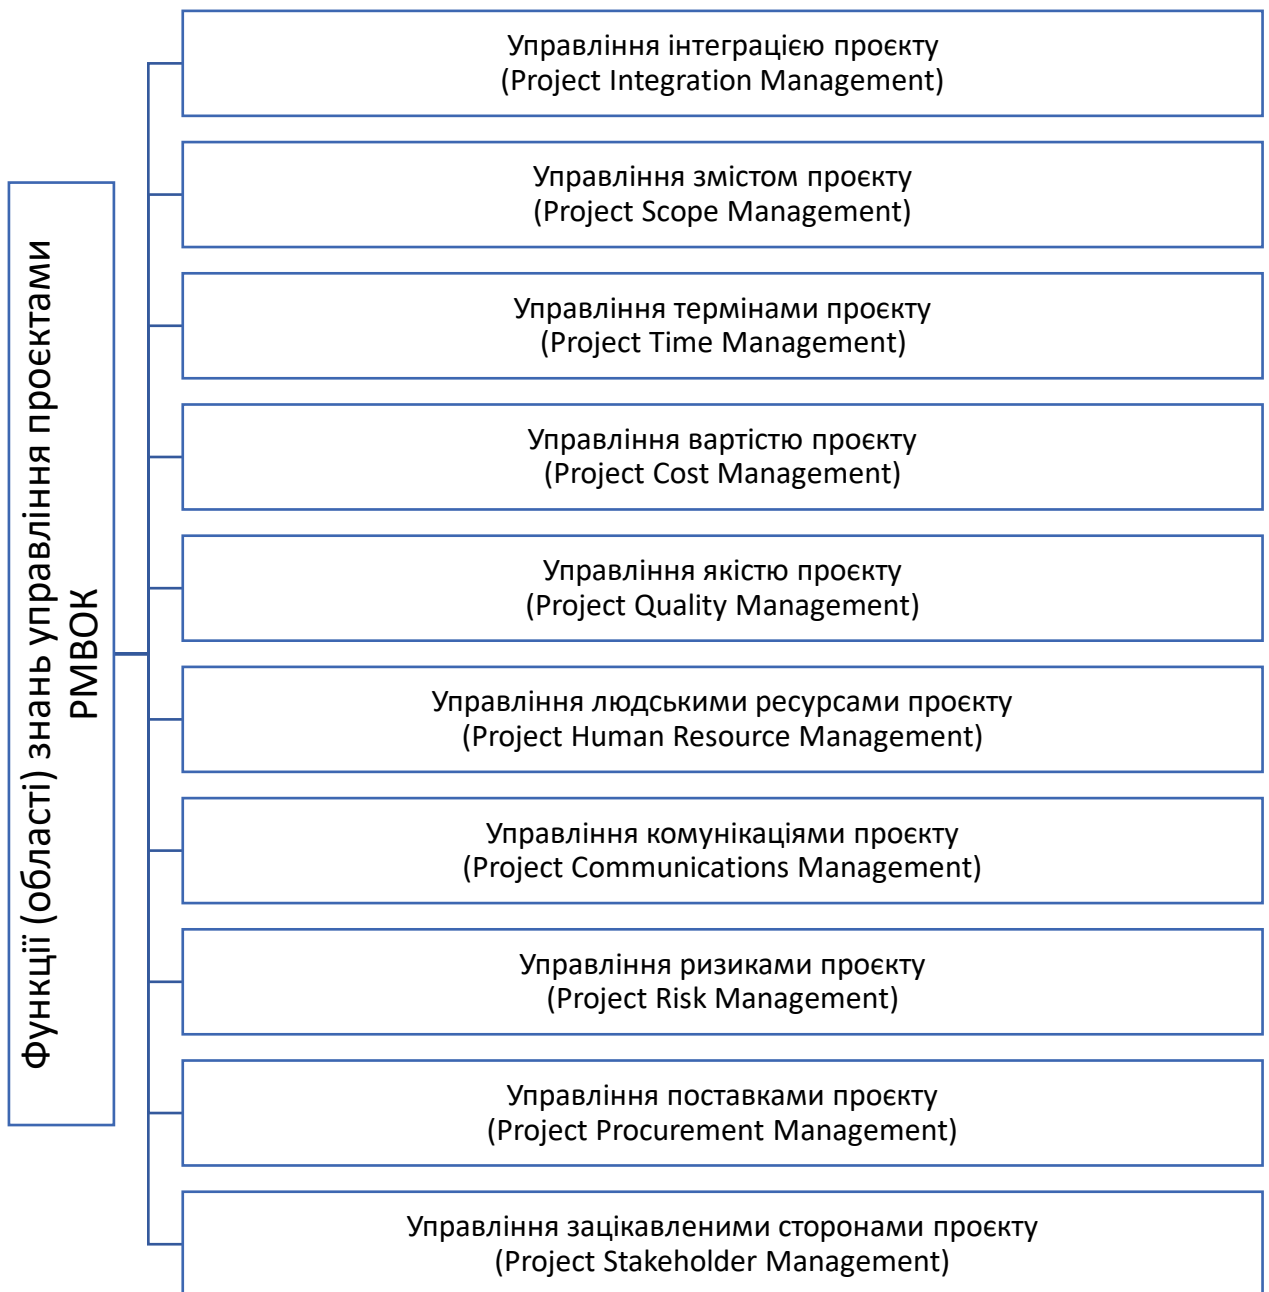 Функції (області) знань управління проєктами
РМВОК
Управління інтеграцією проєкту
(Project Integration Management)
Управління змістом проєкту
(Project Scope Management)
Управління термінами проєкту
(Project Time Management)
Управління вартістю проєкту
(Project Cost Management)
Управління якістю проєкту
(Project Quality Management)
Управління людськими ресурсами проєкту
(Project Human Resource Management)
Управління комунікаціями проєкту
(Project Communications Management)
Управління ризиками проєкту
(Project Risk Management)
Управління поставками проєкту
(Project Procurement Management)
Управління зацікавленими сторонами проєкту
(Project Stakeholder Management)